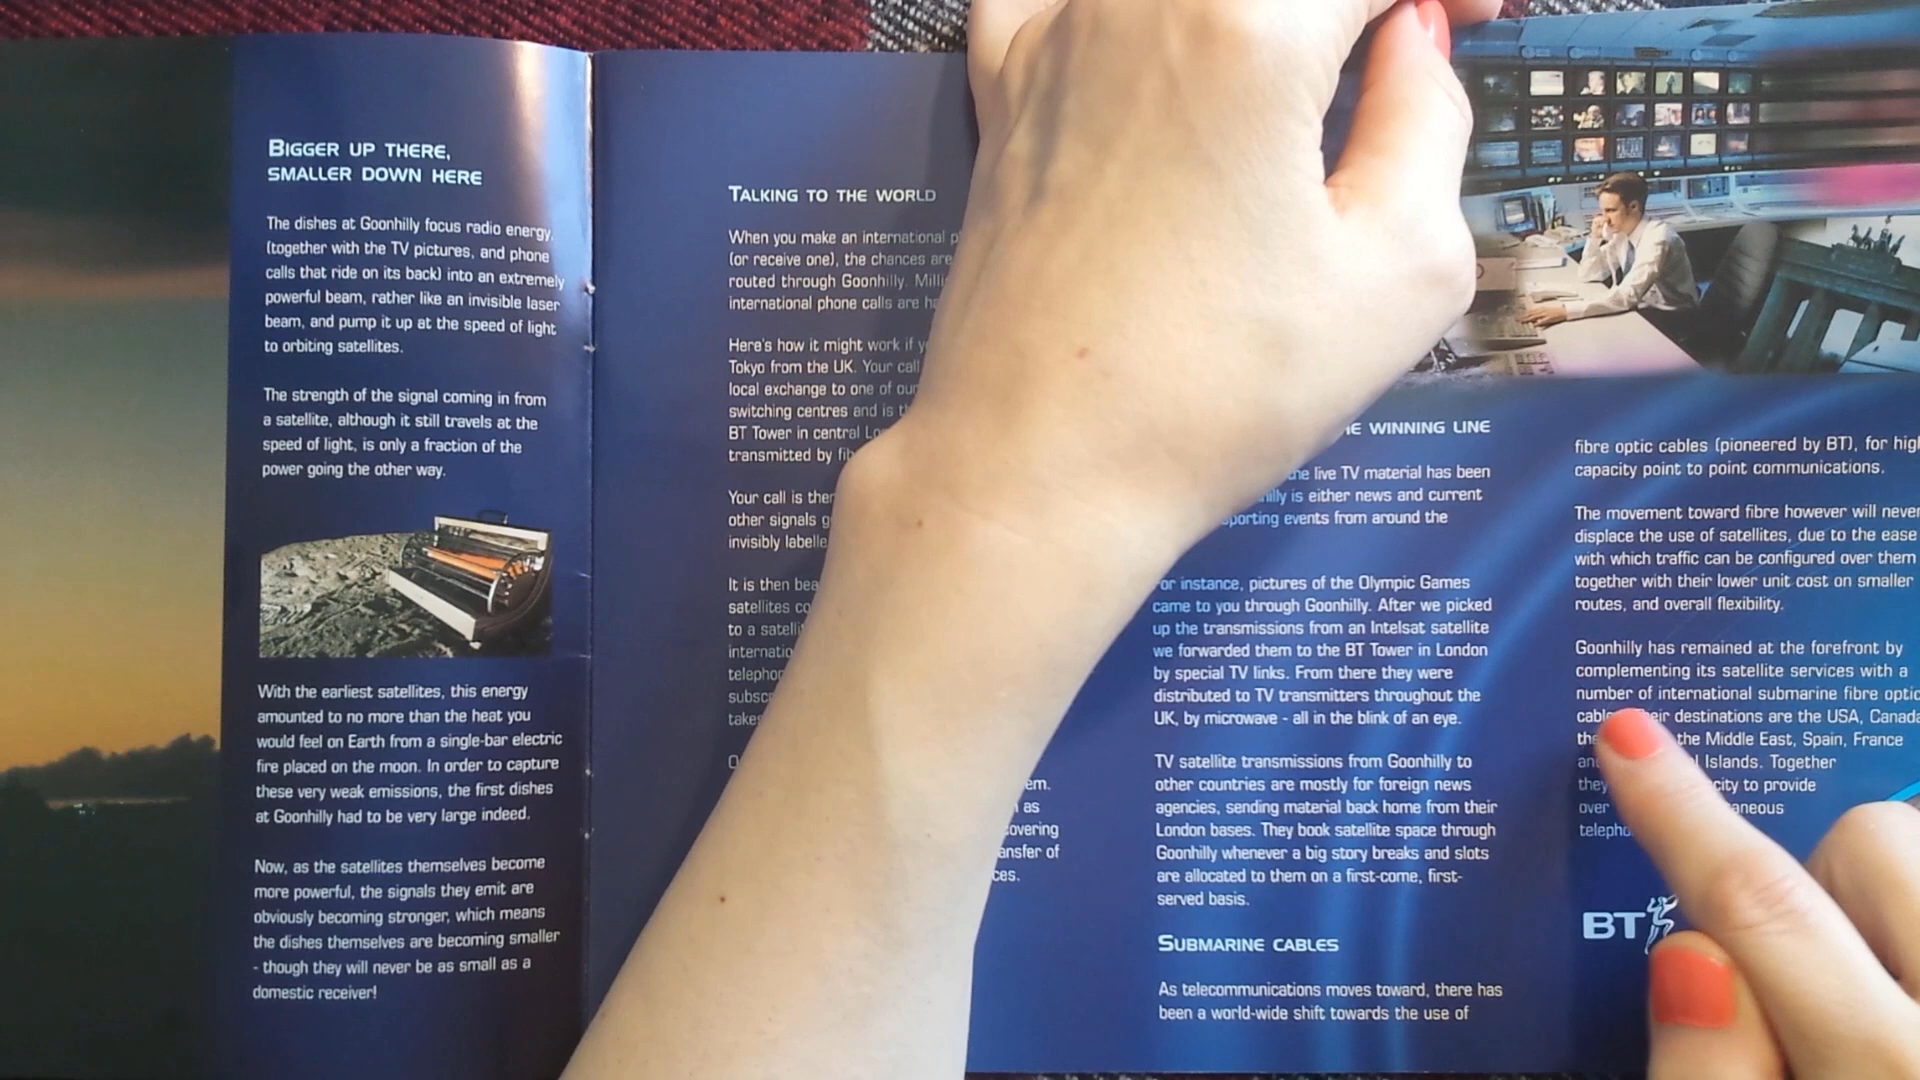 BIGGER UP THERE,
SMALLER DOWN HERE
The dishes at Goonhilly focus radio energy,
(together with the TV pictures, and phone
calls that ride on its back) into an extremely
powerful beam, rather like an invisible laser
beam, and pump it up at the speed of light
to orbiting satellites.
The strength of the signal coming in from
a satellite, although it still travels at the
speed of light, is only a fraction of the
power going the other way.
With the earliest satellites, this energy
amounted to no more than the heat you
would feel on Earth from a single-bar electric
fire placed on the moon. In order to capture
these very weak emissions, the first dishes
at Goonhilly had to be very large indeed.
Now, as the satellites themselves become
more powerful, the signals they emit are
obviously becoming stronger, which means
the dishes themselves are becoming smaller
- though they will never be as small as a
domestic receiver!
TALKING TO THE WORLD
When you make an international
(or receive one), the chances are
routed through Goonhilly.
international phone calls are
Here's how it might work if
Tokyo from the UK. Your call
local exchange to one of our
switching centres and is
BT Tower in central
transmitted by
Your call is
other signals
invisibly
It is then
satellites
to a
em.
as
overing
ansfer of
ces.
WINNING LINE
live TV material has been
is either news and current
sporting events from around the
or instance, pictures of the Olympic Games
came to you through Goonhilly. After we picked
up the transmissions from an Intelsat satellite
we forwarded them to the BT Tower in London
by special TV links. From there they were
distributed to TV transmitters throughout the
UK, by microwave - all in the blink of an eye.
TV satellite transmissions from Goonhilly to
other countries are mostly for foreign news
agencies, sending material back home from their
London bases. They book satellite space through
Goonhilly whenever a big story breaks and slots
are allocated to them on a first-come, first-
served basis.
SUBMARINE CABLES
As telecommunications moves toward, there has
been a world-wide shift towards the use of
fibre optic cables (pioneered by BT), for
capacity point to point communications.
The movement toward fibre however will never
displace the use of satellites, due to the ease
with which traffic can be configured over them
together with their lower unit cost on smaller
routes, and overall flexibility.
Goonhilly has remained at the forefront by
complementing its satellite services with a
number of international submarine fibre optic
destinations are the USA, Canada
the Middle East, Spain, France
Islands. Together
they to provide
over
BT